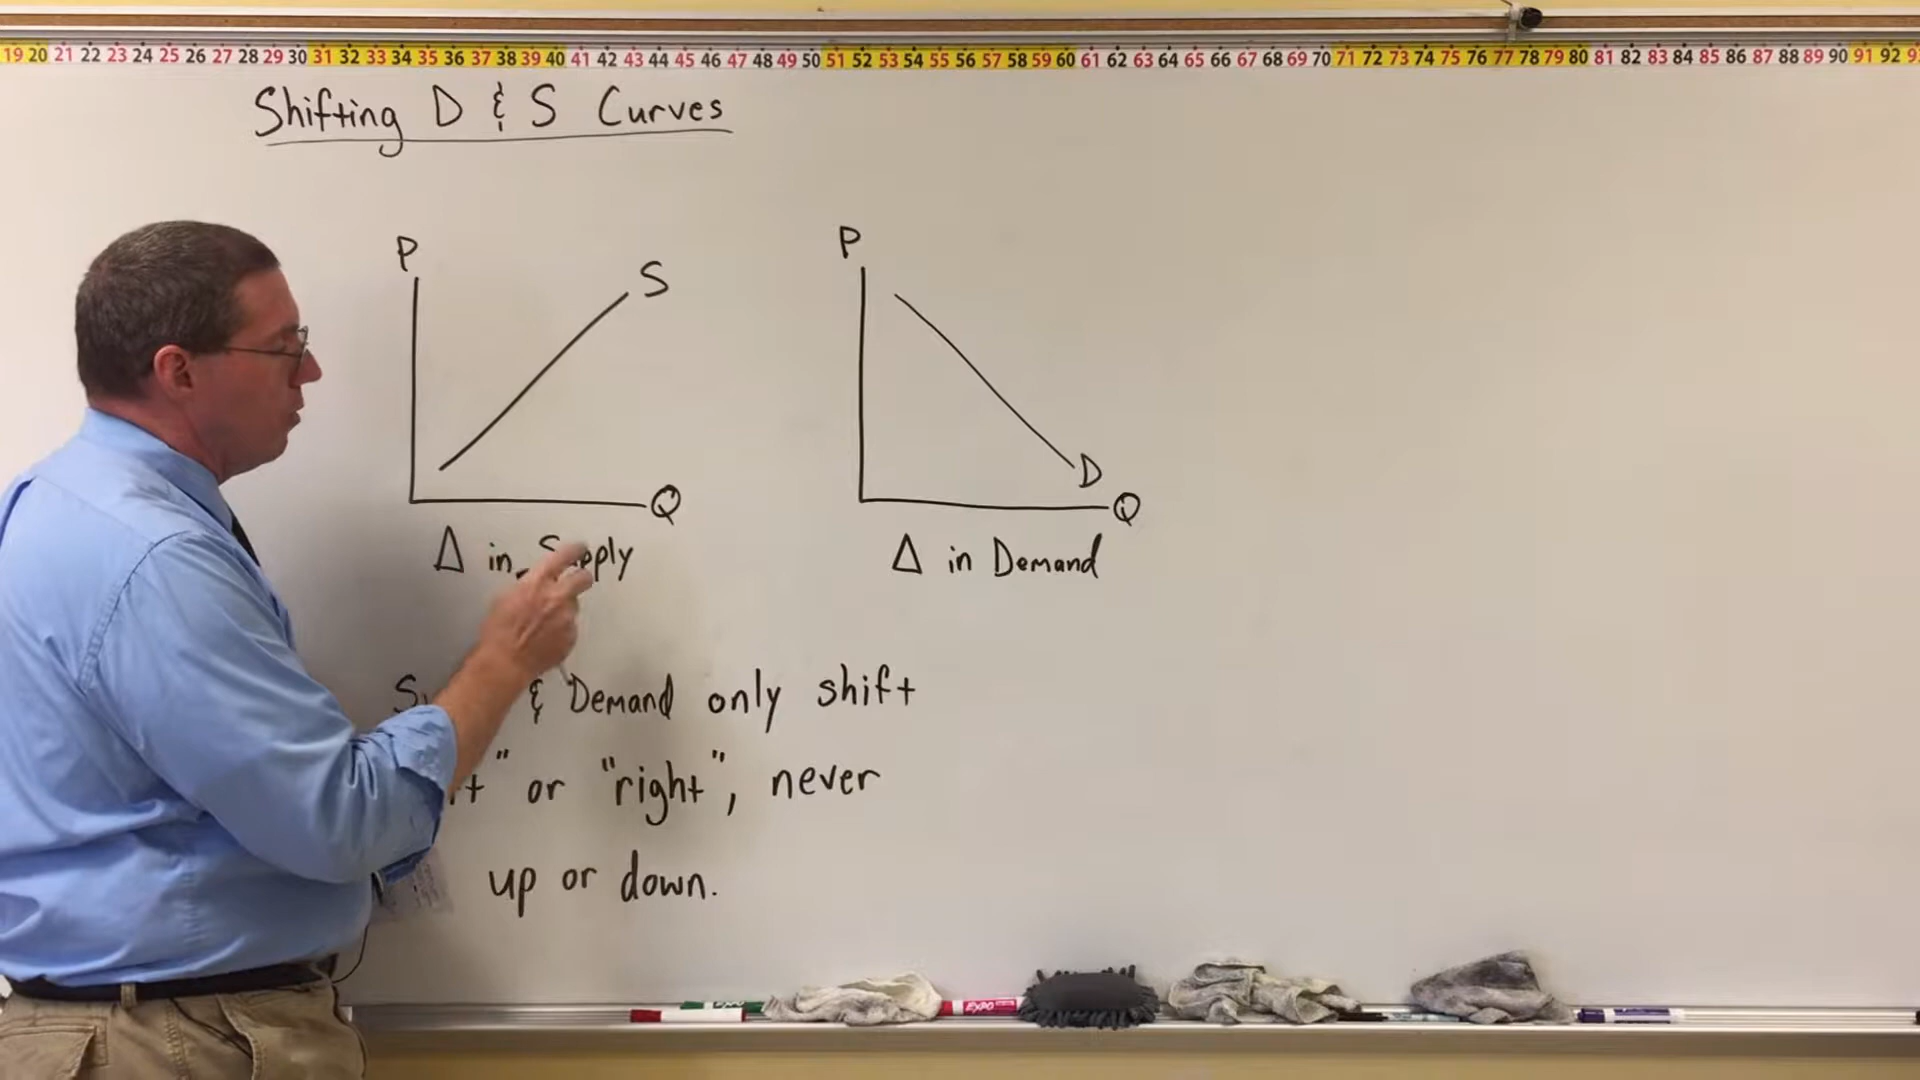 19 20 21 22 23 24 25 26 27 28 29 30 31 32 33 34 35 36 37 38 39 40 41 42 43 44 45 46 47 48 49 50 51 52 53 54 55 56 57 58 59 60 61 62 63 64 65 66 67 68 69 70 71 72 73 74 75 76 77 78 79 80 81 82 83 84 85 86 87 88 89 90 91 92
Shifting D & S Curves
P
S
Q
Δ in Supply
P
D
Q
Δ in Demand
& Demand only shift
" or "right", never
up or down.
EXPO